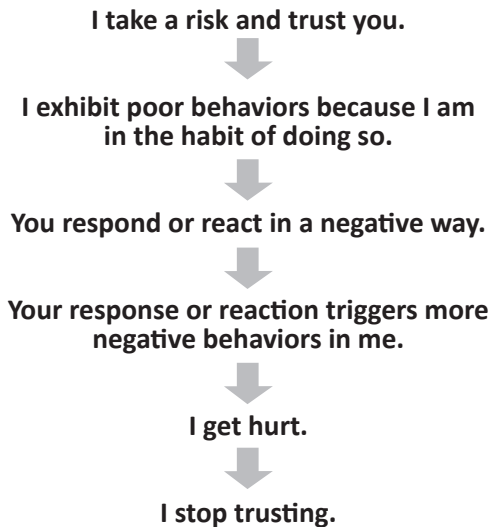 I take a risk and trust you.
I exhibit poor behaviors because I am
in the habit of doing so.
You respond or react in a negative way.
Your response or reaction triggers more
negative behaviors in me.
I get hurt.
I stop trusting.